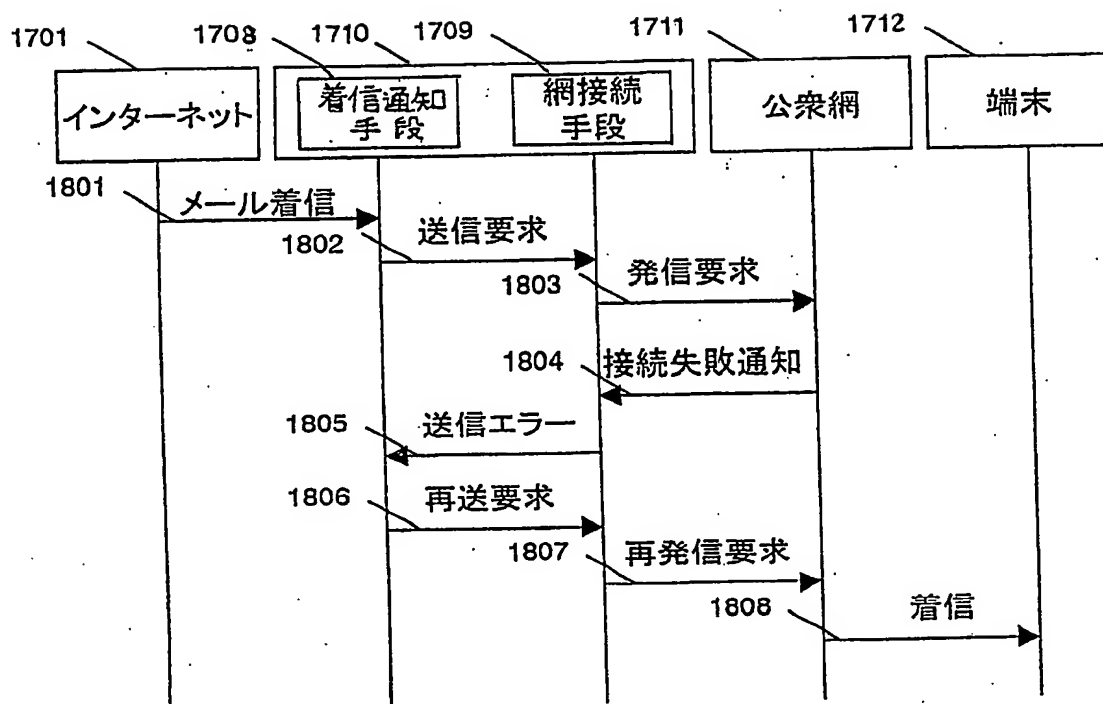 1701
1708
1710
1709
1711
1712
インターネット
着信通知
手段
網接続
手段
公衆網
端末
1801
メール着信
1802
送信要求
1803
発信要求
1804
接続失敗通知
1805
送信エラー
1806
再送要求
1807
再発信要求
1808
着信